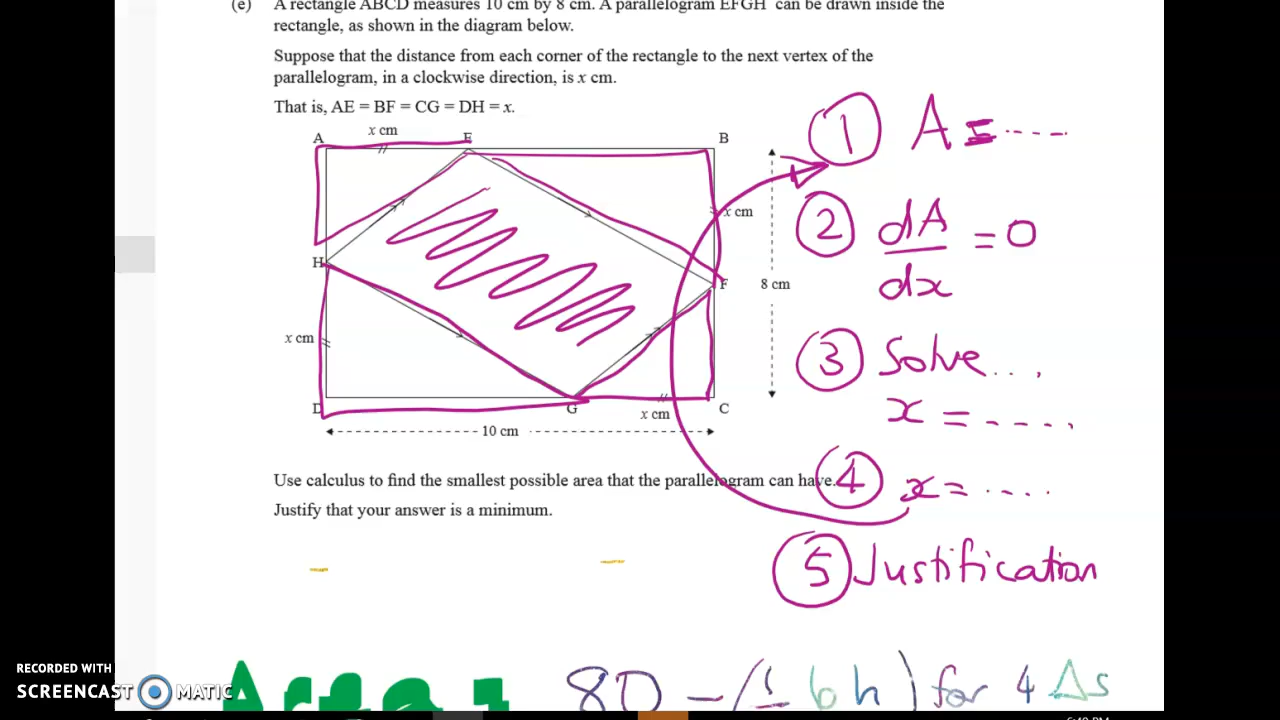 (e) A rectangle ABCD measures 10 cm by 8 cm. A parallelogram EFGH can be drawn inside the
rectangle, as shown in the diagram below.
Suppose that the distance from each corner of the rectangle to the next vertex of the
parallelogram, in a clockwise direction, is x cm.
That is, AE = BF = CG = DH = x.
A x cm E B
x cm
H F 8 cm
x cm
D G x cm C
10 cm
Use calculus to find the smallest possible area that the parallelogram can have.
Justify that your answer is a minimum.
1 A = ....
2 dA/dx = 0
3 Solve...
x = .....
4 x = ....
5 Justification
Area = 80 - (1 bh) for 4 Δs
RECORDED WITH
SCREENCAST MATIC